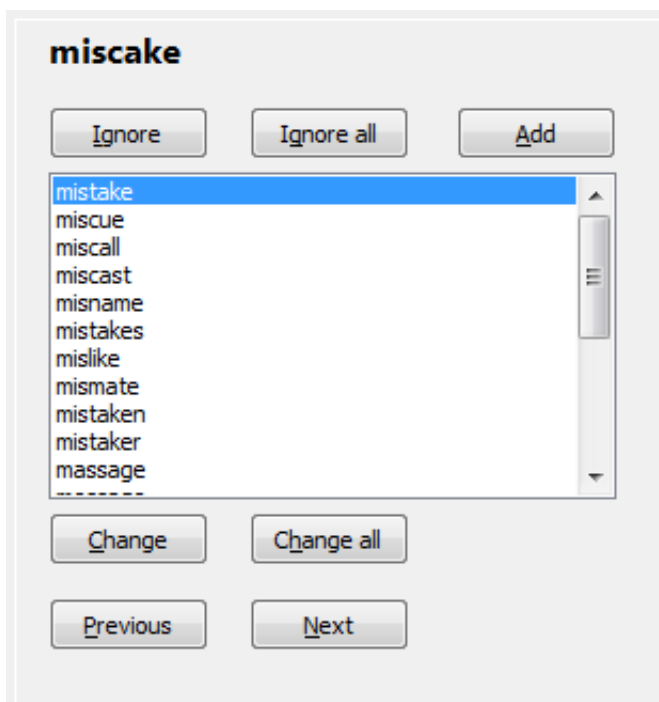 miscake
Ignore Ignore all Add
mistake
miscue
miscall
miscast
misname
mistakes
mislike
mismate
mistaken
mistaker
massage
Change Change all
Previous Next